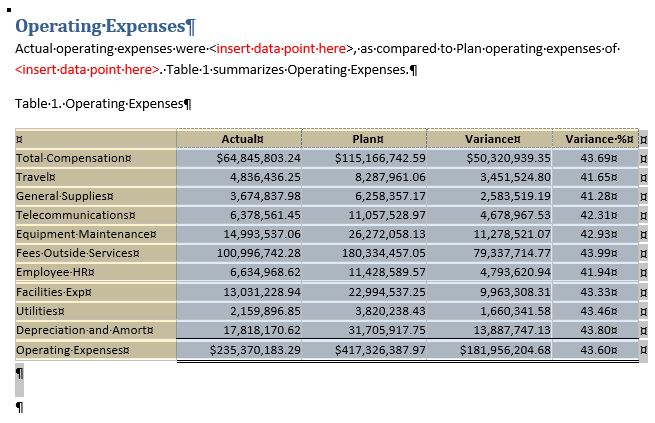 Operating Expenses¶
Actual operating expenses were <insert data point here>, as compared to Plan operating expenses of
<insert data point here>. Table 1 summarizes Operating Expenses.¶
Table 1. Operating Expenses¶
¤ Actual¤ Plan¤ Variance¤ Variance %¤ ¤
Total Compensation¤ $64,845,803.24 $115,166,742.59 $50,320,939.35 43.69¤ ¤
Travel¤ 4,836,436.25 8,287,961.06 3,451,524.80 41.65¤ ¤
General Supplies¤ 3,674,837.98 6,258,357.17 2,583,519.19 41.28¤ ¤
Telecommunications¤ 6,378,561.45 11,057,528.97 4,678,967.53 42.31¤ ¤
Equipment Maintenance¤ 14,993,537.06 26,272,058.13 11,278,521.07 42.93¤ ¤
Fees Outside Services¤ 100,996,742.28 180,334,457.05 79,337,714.77 43.99¤ ¤
Employee HR¤ 6,634,968.62 11,428,589.57 4,793,620.94 41.94¤ ¤
Facilities Exp¤ 13,031,228.94 22,994,537.25 9,963,308.31 43.33¤ ¤
Utilities¤ 2,159,896.85 3,820,238.43 1,660,341.58 43.46¤ ¤
Depreciation and Amort¤ 17,818,170.62 31,705,917.75 13,887,747.13 43.80¤ ¤
Operating Expenses¤ $235,370,183.29 $417,326,387.97 $181,956,204.68 43.60¤ ¤
¶
¶